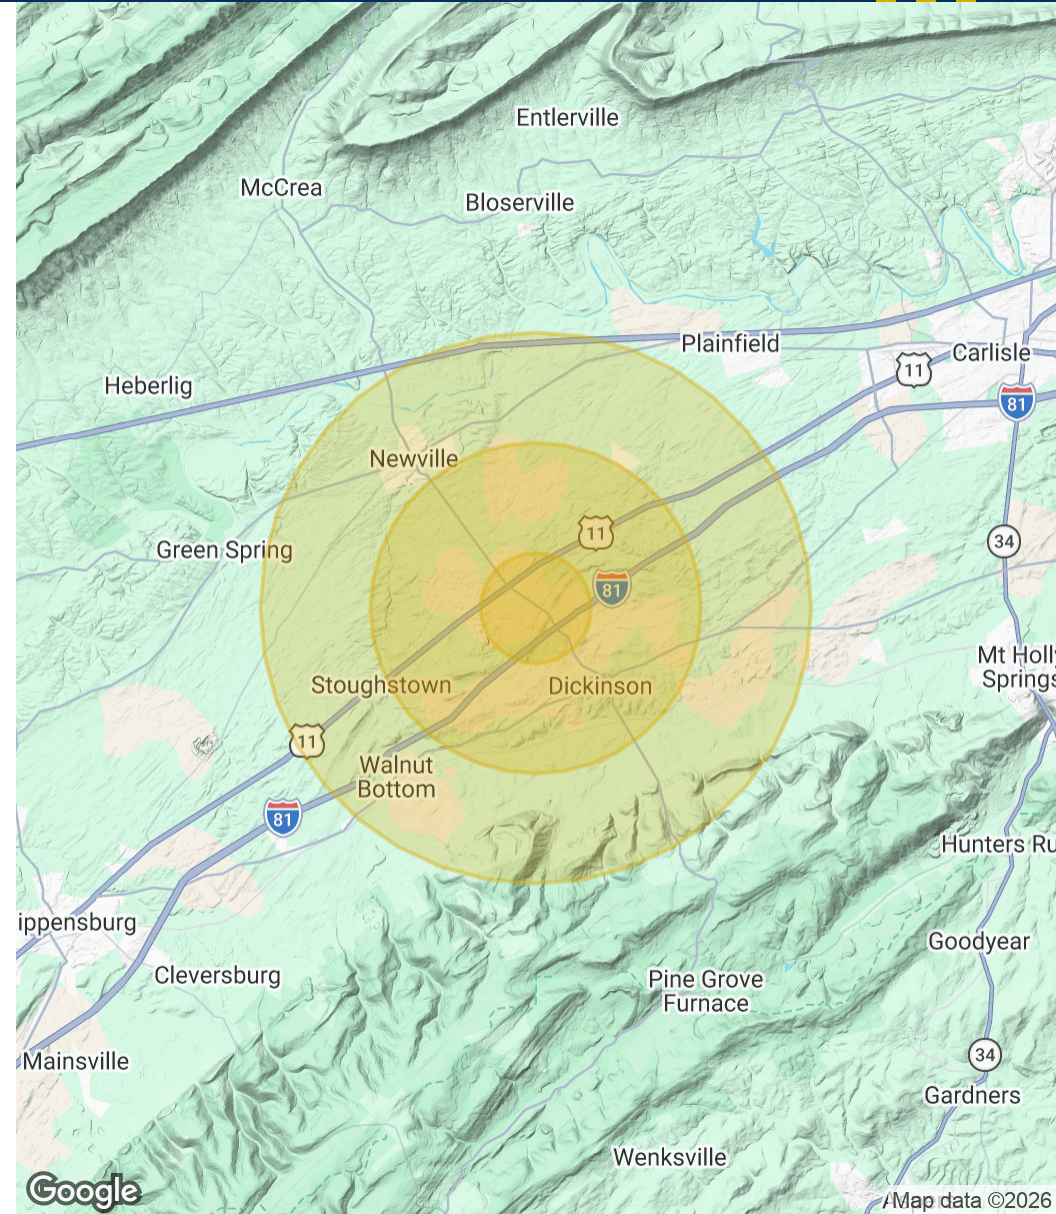 Entlerville
McCrea
Bloserville
Plainfield
Carlisle
11
Heberlig
81
Newville
11
34
Green Spring
81
Mt Holly
Springs
Stoughstown
Dickinson
11
Walnut
Bottom
81
Hunters Ru
ippensburg
Goodyear
Cleversburg
Pine Grove
Furnace
Mainsville
34
Gardners
Wenksville
Google
Map data ©2026